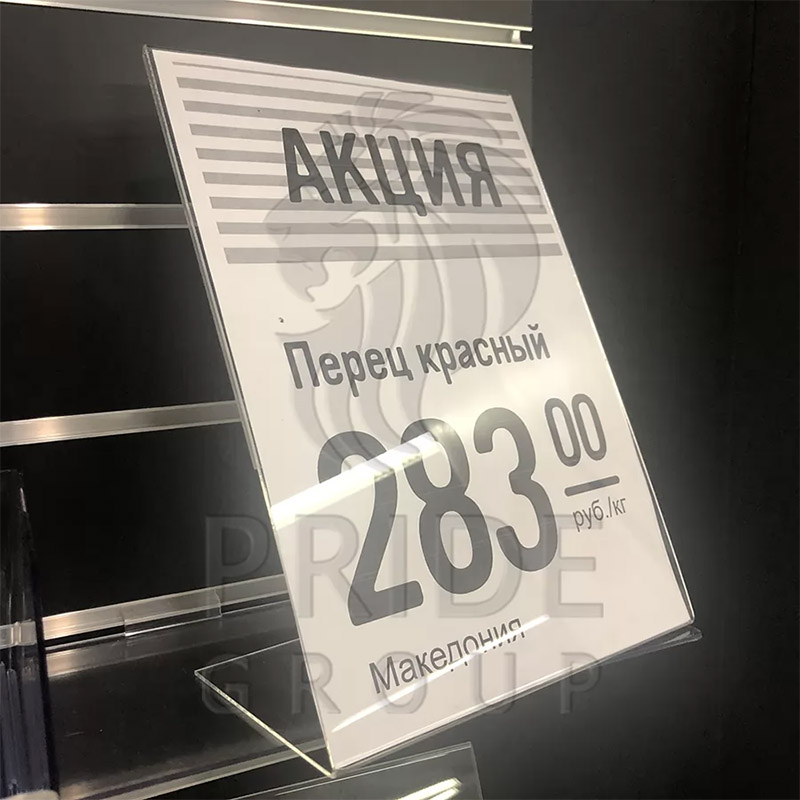 АКЦИЯ
Перец красный
283 00
руб./кг
Македония
PRIDE
GROUP